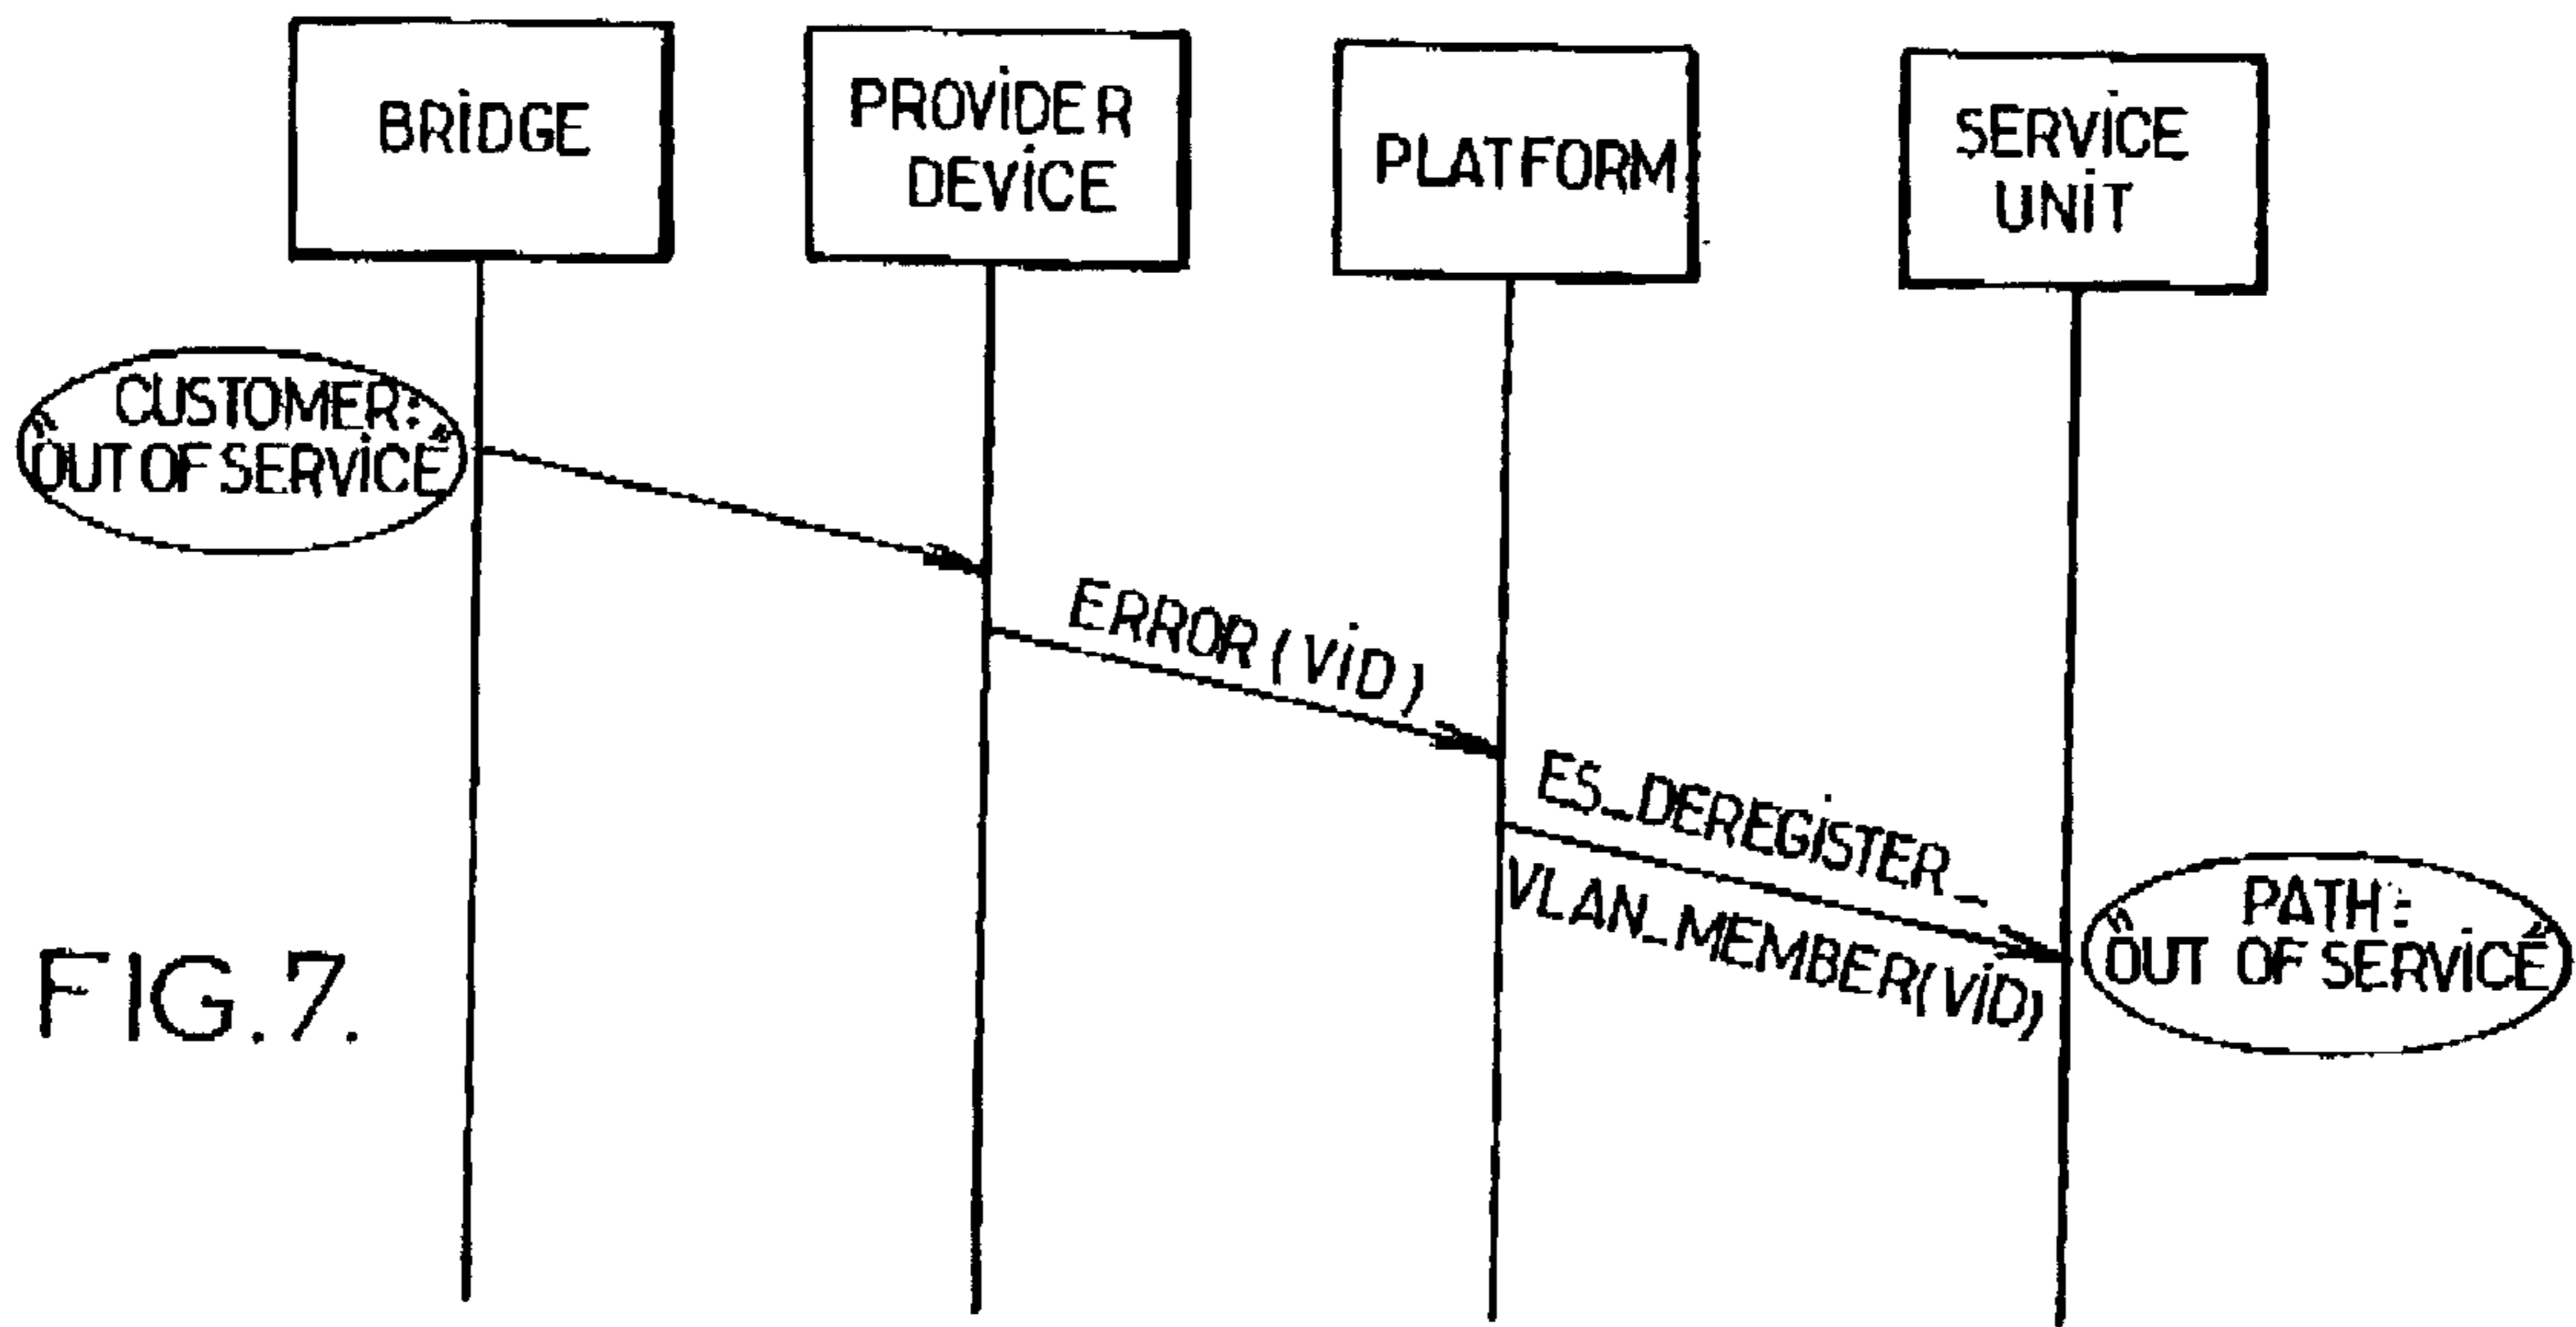 BRiDGE
PROViDER
DEViCE
PLATFORM
SERViCE
UNiT
CUSTOMER:
"OUT OF SERViCE"
ERROR (ViD)
ES_DEREGiSTER_
VLAN_MEMBER(ViD)
PATH:
"OUT OF SERViCE"
FIG.7.